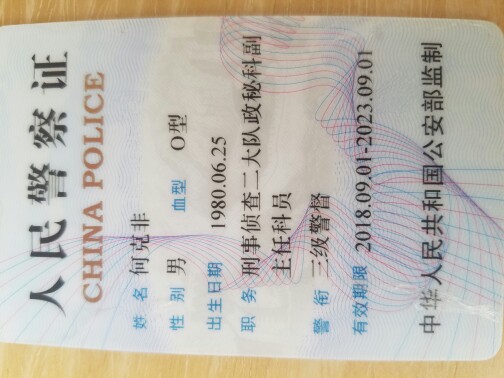 人民警察证
CHINA POLICE
姓 名 何克非
性 别 男 血型 O型
出生日期 1980.06.25
职 务 刑事侦查二大队政秘科副
主任科员
警 衔 三级警督
有效期限 2018.09.01-2023.09.01
中华人民共和国公安部监制